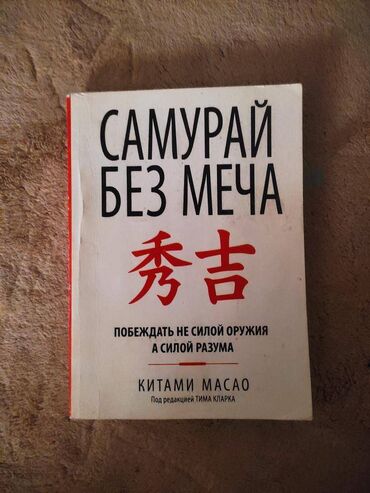 САМУРАЙ
БЕЗ МЕЧА
秀吉
ПОБЕЖДАТЬ НЕ СИЛОЙ ОРУЖИЯ
А СИЛОЙ РАЗУМА
КИТАМИ МАСАО
Под редакцией ТИМА КЛАРКА